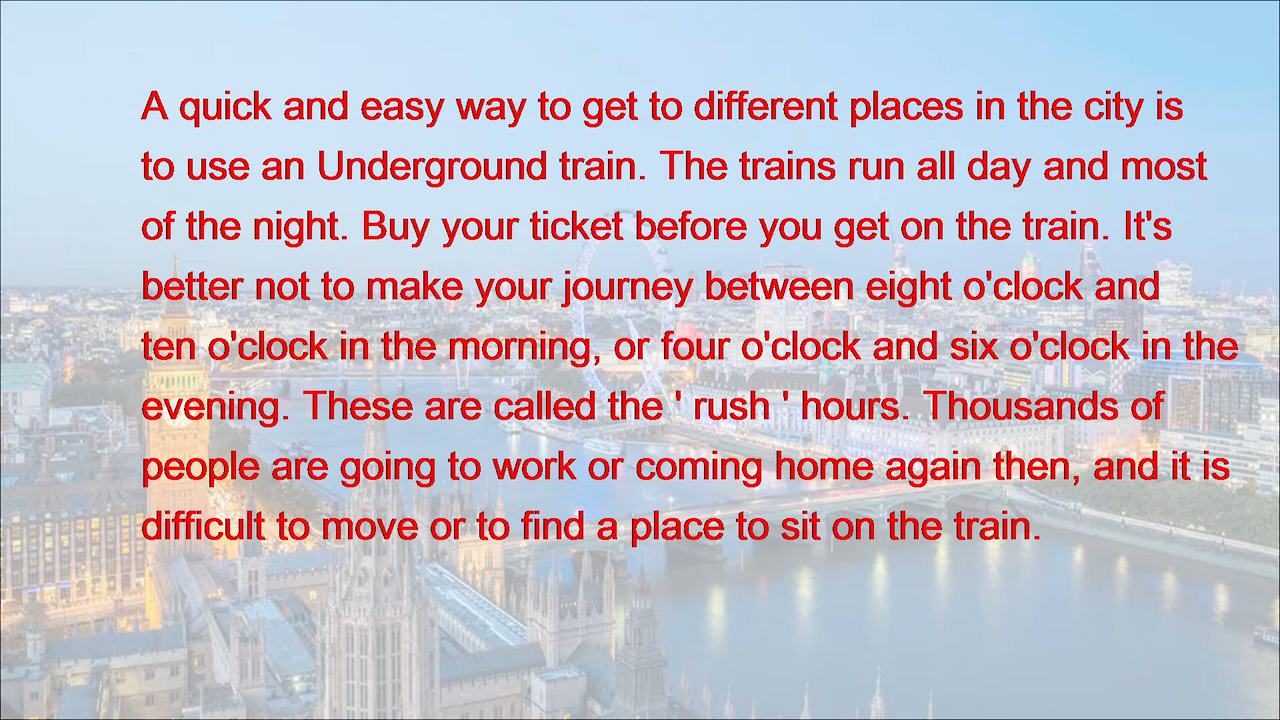 A quick and easy way to get to different places in the city is
to use an Underground train. The trains run all day and most
of the night. Buy your ticket before you get on the train. It's
better not to make your journey between eight o'clock and
ten o'clock in the morning, or four o'clock and six o'clock in the
evening. These are called the ' rush ' hours. Thousands of
people are going to work or coming home again then, and it is
difficult to move or to find a place to sit on the train.